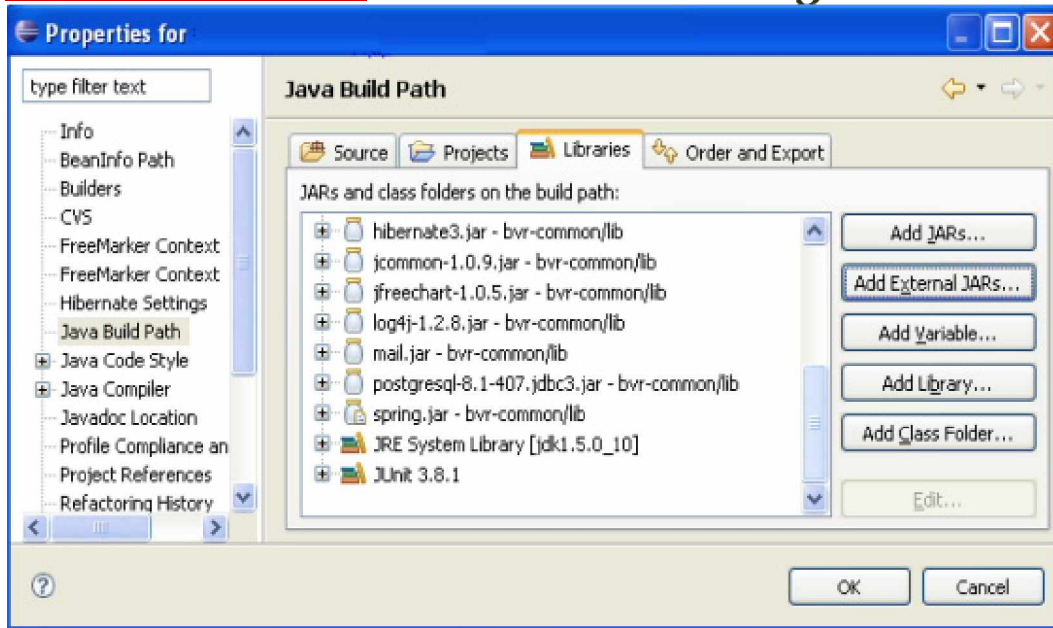 Properties for
type filter text
Info
BeanInfo Path
Builders
CVS
FreeMarker Context
FreeMarker Context
Hibernate Settings
Java Build Path
Java Code Style
Java Compiler
Javadoc Location
Profile Compliance an
Project References
Refactoring History
Java Build Path
Source Projects Libraries Order and Export
JARs and class folders on the build path:
hibernate3.jar - bvr-common/lib
jcommon-1.0.9.jar - bvr-common/lib
jfreechart-1.0.5.jar - bvr-common/lib
log4j-1.2.8.jar - bvr-common/lib
mail.jar - bvr-common/lib
postgresql-8.1-407.jdbc3.jar - bvr-common/lib
spring.jar - bvr-common/lib
JRE System Library [jdk1.5.0_10]
JUnit 3.8.1
Add JARs...
Add External JARs...
Add Variable...
Add Library...
Add Class Folder...
Edit...
OK Cancel